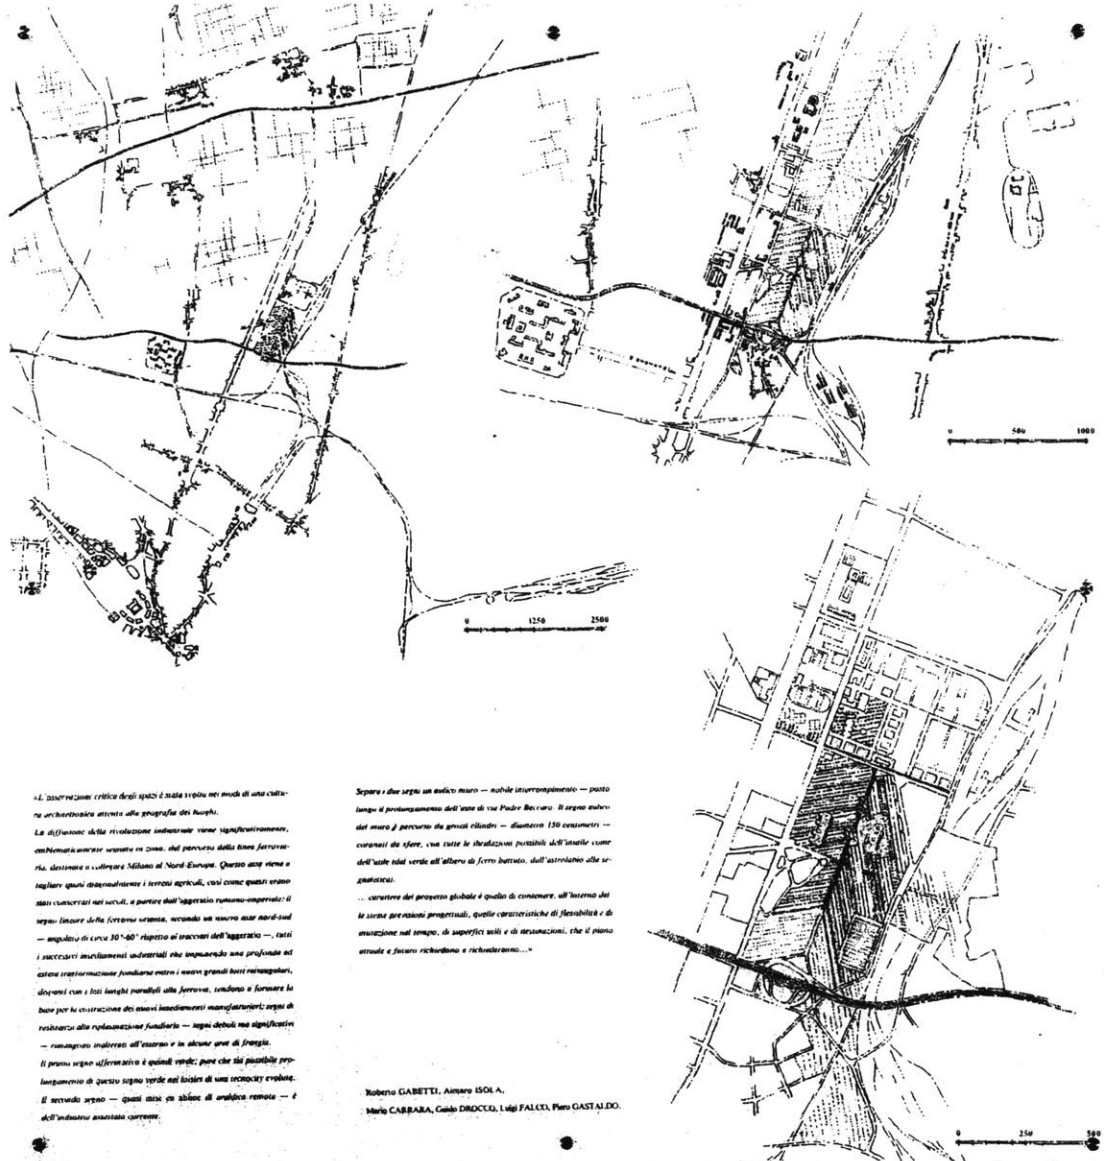 0 500 1000
0 1250 2500
«L'osservazione critica degli spazi è stata svolta nei modi di una cultu-
ra architettonica attenta alla geografia dei luoghi.
La diffusione della rivoluzione industriale viene significativamente,
emblematicamente segnata in zona, dal percorso della linea ferrovia-
ria, destinata a collegare Milano al Nord-Europa. Questo asse viene a
tagliare quasi diagonalmente i terreni agricoli, così come questi erano
stati conservati nei secoli, a partire dall'aggeratio romano-imperiale: il
segno lineare della ferrovia orienta, secondo un nuovo asse nord-sud
— angolato di circa 30°-60° rispetto ai tracciati dell'aggeratio —, tutti
i successivi insediamenti industriali che imponendo una profonda ed
estesa trasformazione fondiaria entro i nuovi grandi lotti rettangolari,
disposti con i lati lunghi paralleli alla ferrovia, tendono a formare la
base per la costruzione dei nuovi insediamenti manufatturieri; segni di
resistenza alla riplasmazione fondiaria — segni deboli ma significativi
— rimangono inalterati all'esterno e in alcune aree di frangia.
Il primo segno affermativo è quindi verde; pare che sia possibile pro-
lungamento di questo segno verde nei loisirs di una tecnocity evoluta.
Il secondo segno — quasi mise en abîme di araldica remota — è
dell'industria assestata corrente.
Separa i due segni un aulico muro — nobile interrompimento — posto
lungo il prolungamento dell'asse di via Padre Beccaro. Il segno aulico
del muro è percorso da grossi cilindri — diametro 150 centimetri —
coronati da sfere, con tutte le sbradazioni possibili dell'inutile come
dell'utile (dal verde all'albero di ferro battuto, dall'astrolabio alla se-
gnaletica).
... carattere del progetto globale è quello di contenere, all'interno del-
le stesse previsioni progettuali, quelle caratteristiche di flessibilità e di
mutazione nel tempo, di superfici utili e di destinazioni, che il piano
attuale e futuro richiedono e richiederanno...»
Roberto GABETTI, Aimaro ISOLA,
Mario CARRARA, Guido DROCCO, Luigi FALCO, Piero GASTALDO.
0 250 500